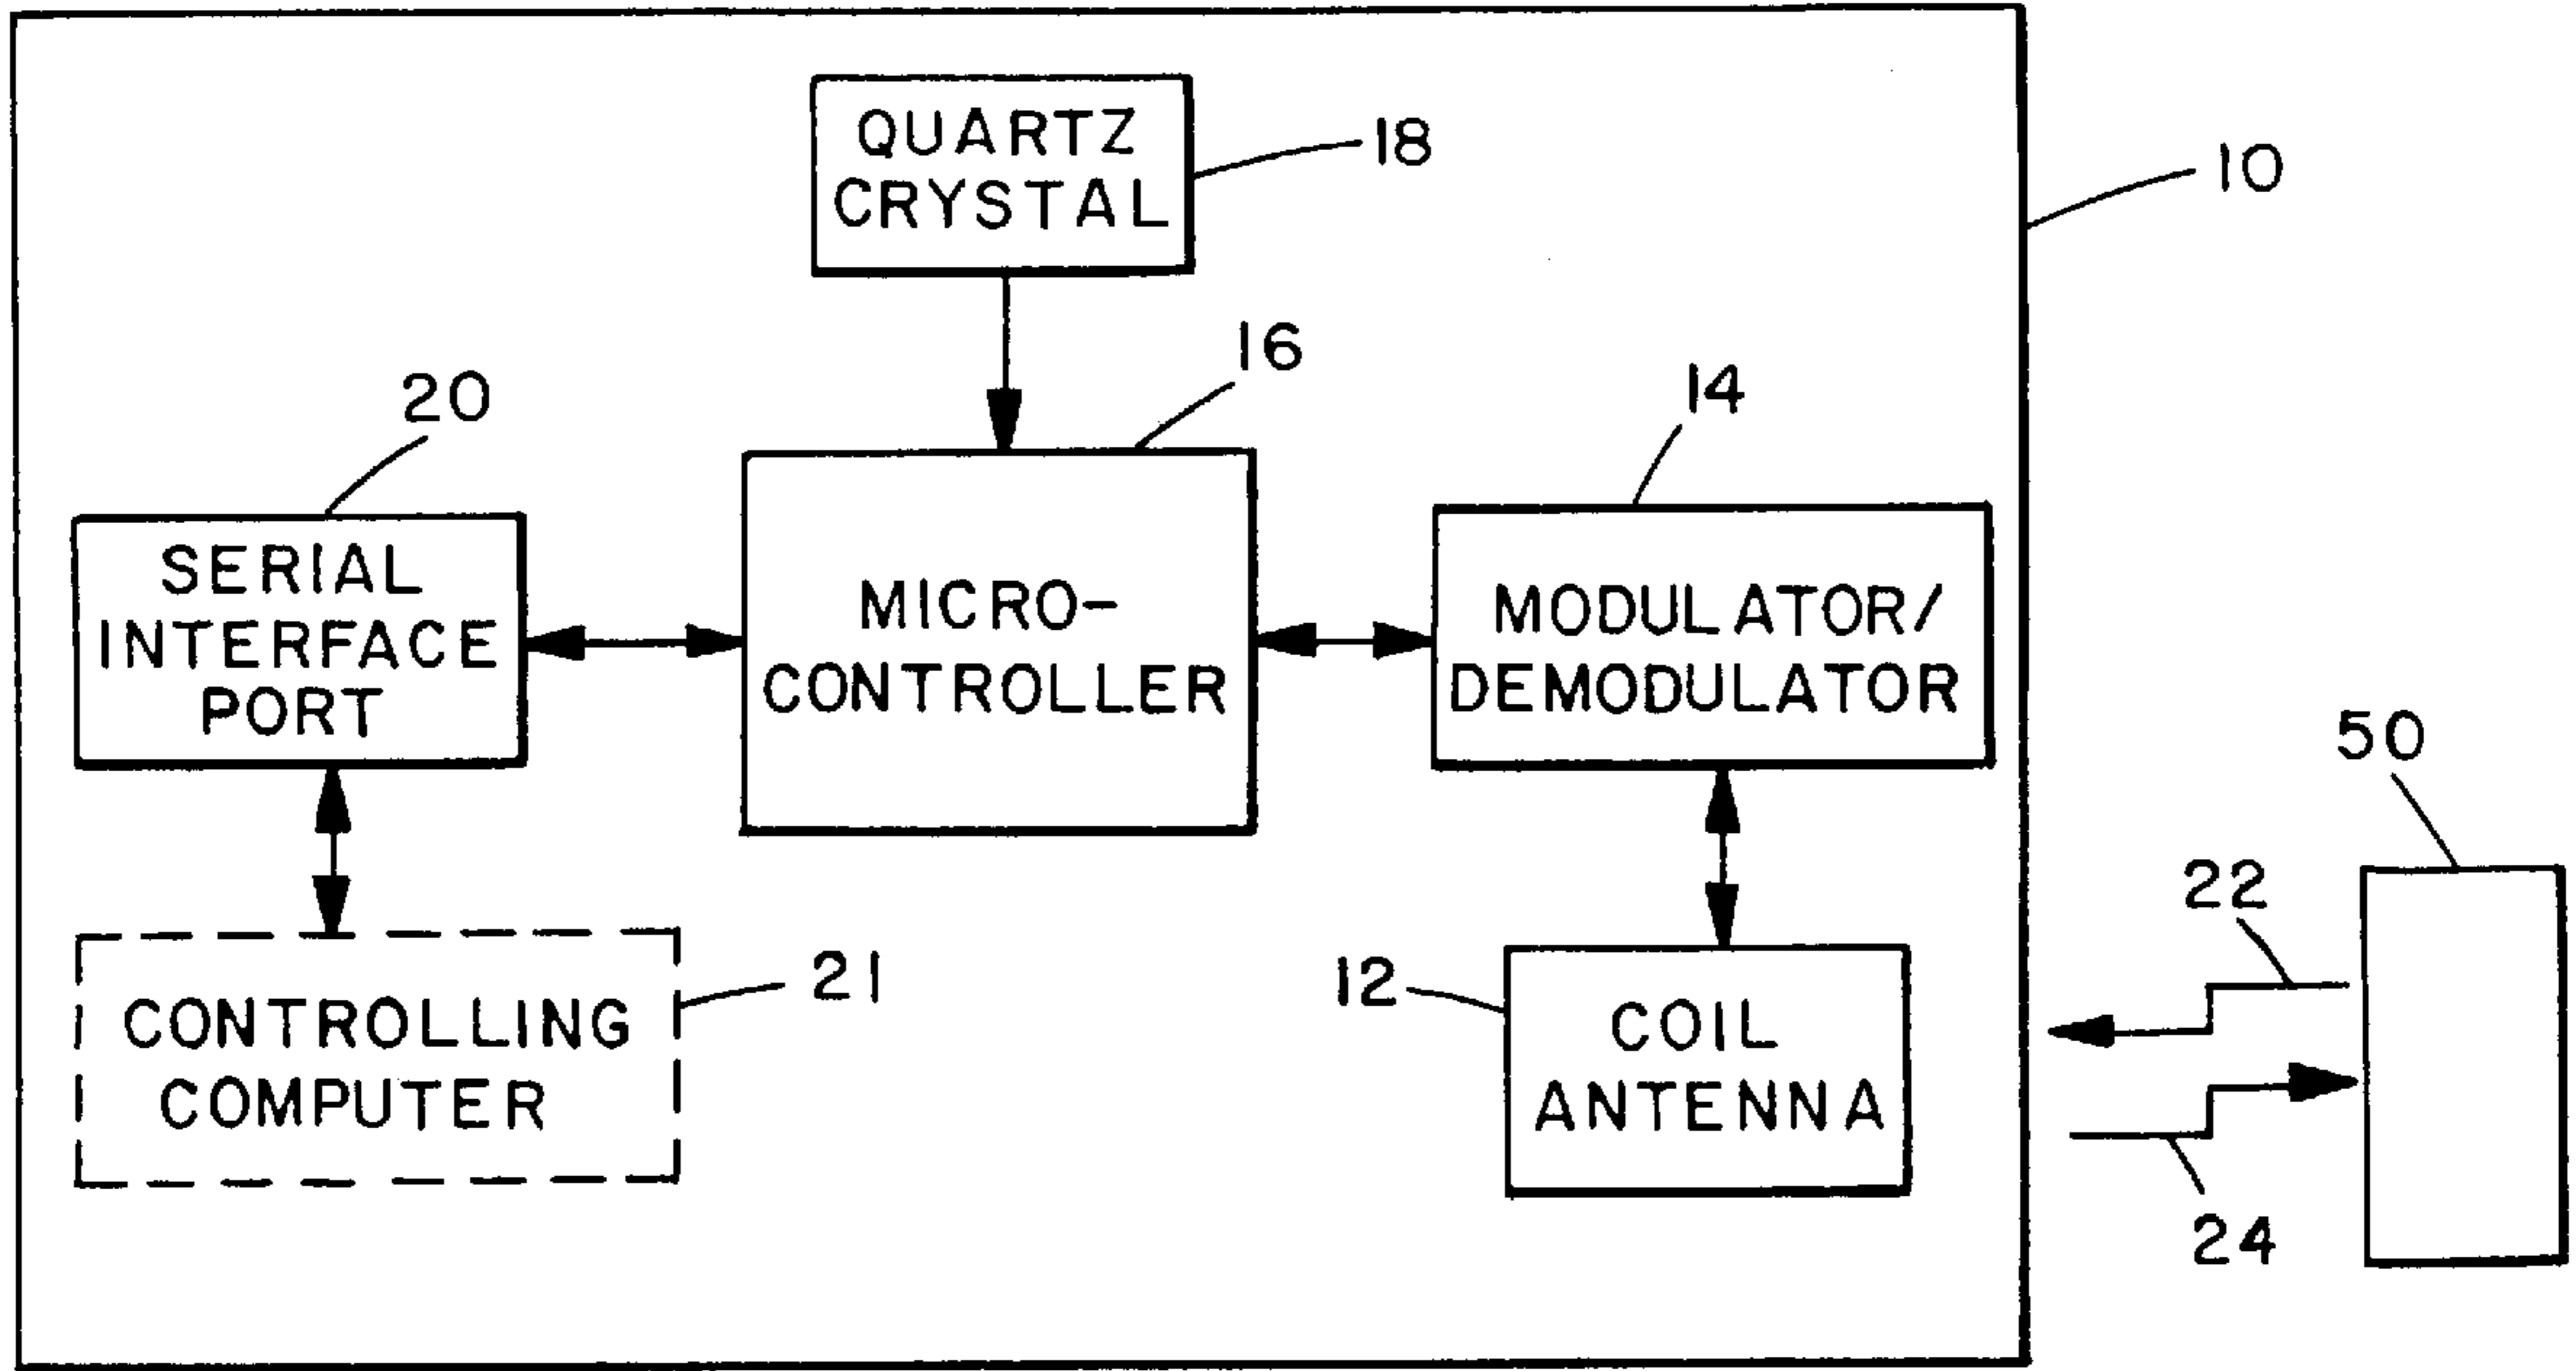 QUARTZ
CRYSTAL
18
10
16
14
20
SERIAL
INTERFACE
PORT
MICRO-
CONTROLLER
MODULATOR/
DEMODULATOR
50
22
21
12
CONTROLLING
COMPUTER
COIL
ANTENNA
24